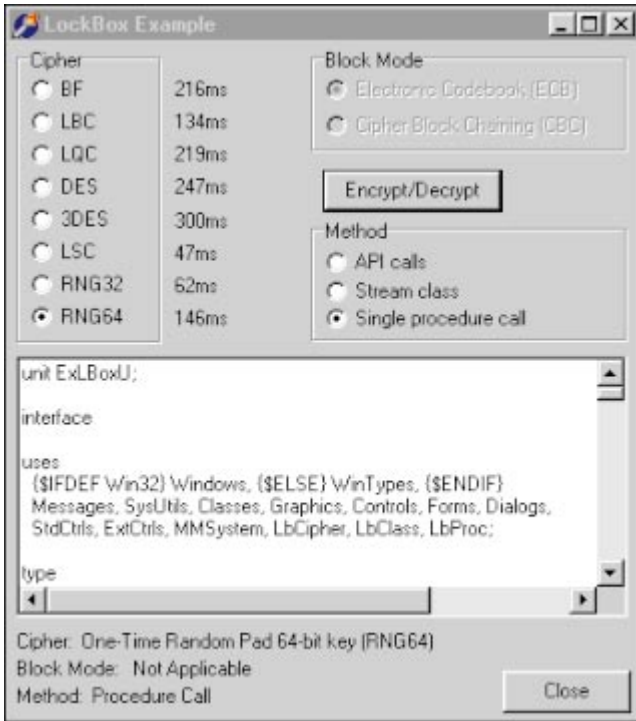 LockBox Example
Cipher
BF 216ms
LBC 134ms
LQC 219ms
DES 247ms
3DES 300ms
LSC 47ms
RNG32 62ms
RNG64 146ms
Block Mode
Electronic Codebook (ECB)
Cipher Block Chaining (CBC)
Encrypt/Decrypt
Method
API calls
Stream class
Single procedure call
unit ExLBoxU;
interface
uses
{$IFDEF Win32} Windows, {$ELSE} WinTypes, {$ENDIF}
Messages, SysUtils, Classes, Graphics, Controls, Forms, Dialogs,
StdCtrls, ExtCtrls, MMSystem, LbCipher, LbClass, LbProc;
type
Cipher: One-Time Random Pad 64-bit key (RNG64)
Block Mode: Not Applicable
Method: Procedure Call
Close